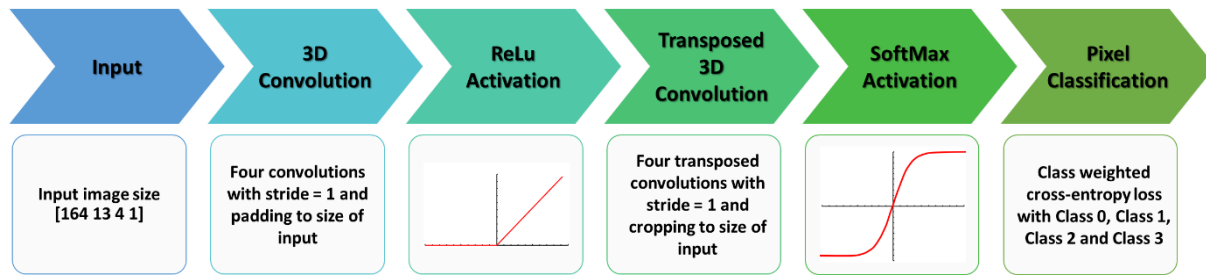 Input
3D
Convolution
ReLu
Activation
Transposed
3D
Convolution
SoftMax
Activation
Pixel
Classification
Input image size
[164 13 4 1]
Four convolutions
with stride = 1 and
padding to size of
input
Four transposed
convolutions with
stride = 1 and
cropping to size of
input
Class weighted
cross-entropy loss
with Class 0, Class 1,
Class 2 and Class 3